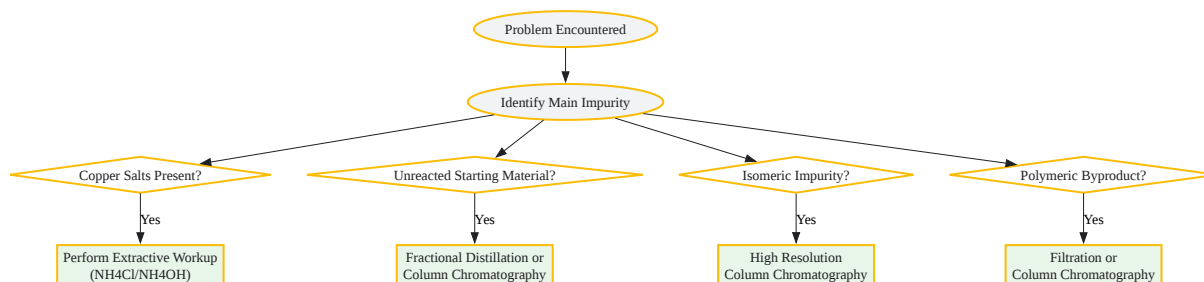 Problem Encountered
Identify Main Impurity
Copper Salts Present?
Unreacted Starting Material?
Isomeric Impurity?
Polymeric Byproduct?
Yes
Yes
Yes
Yes
Perform Extractive Workup
(NH4Cl/NH4OH)
Fractional Distillation or
Column Chromatography
High Resolution
Column Chromatography
Filtration or
Column Chromatography